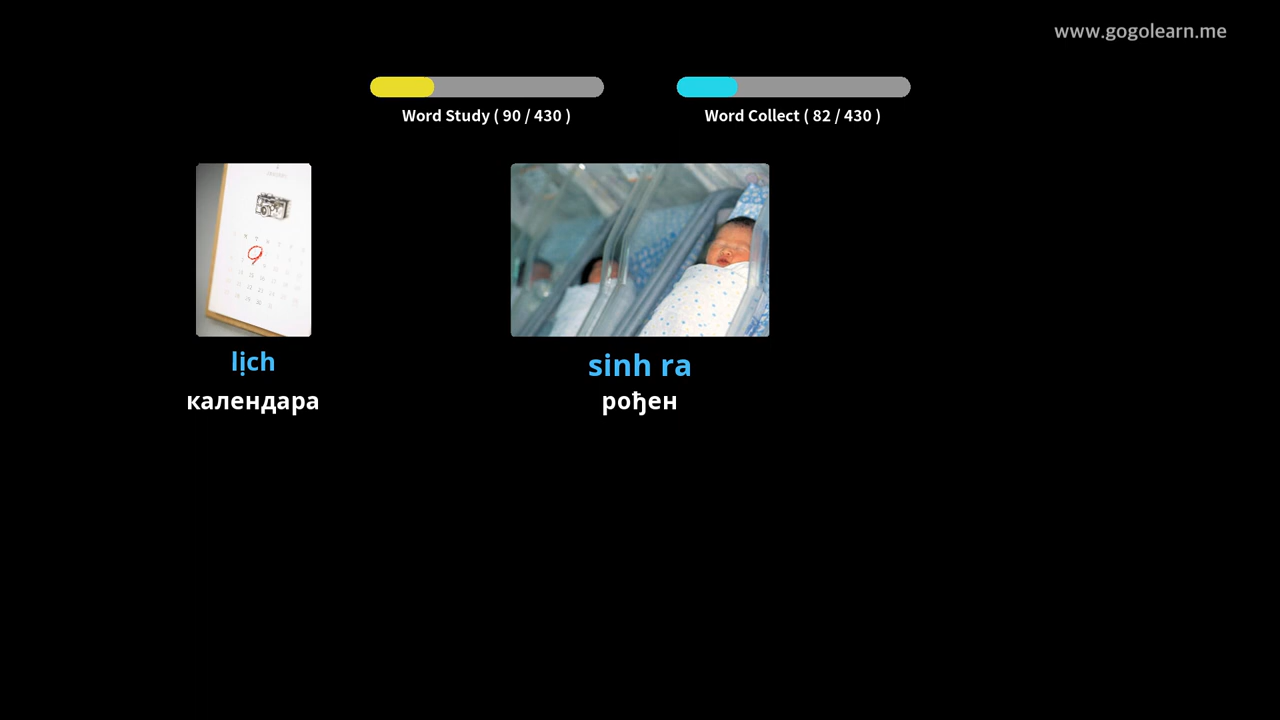 www.gogolearn.me
Word Study ( 90 / 430 )
Word Collect ( 82 / 430 )
lịch
календара
sinh ra
рођен